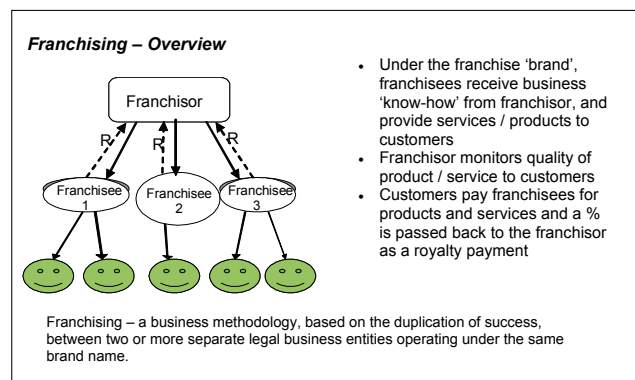 Franchising – Overview
Franchisor
R
R
R
Franchisee
1
Franchisee
2
Franchisee
3
• Under the franchise ‘brand’,
franchisees receive business
‘know-how’ from franchisor, and
provide services / products to
customers
• Franchisor monitors quality of
product / service to customers
• Customers pay franchisees for
products and services and a %
is passed back to the franchisor
as a royalty payment
Franchising – a business methodology, based on the duplication of success,
between two or more separate legal business entities operating under the same
brand name.